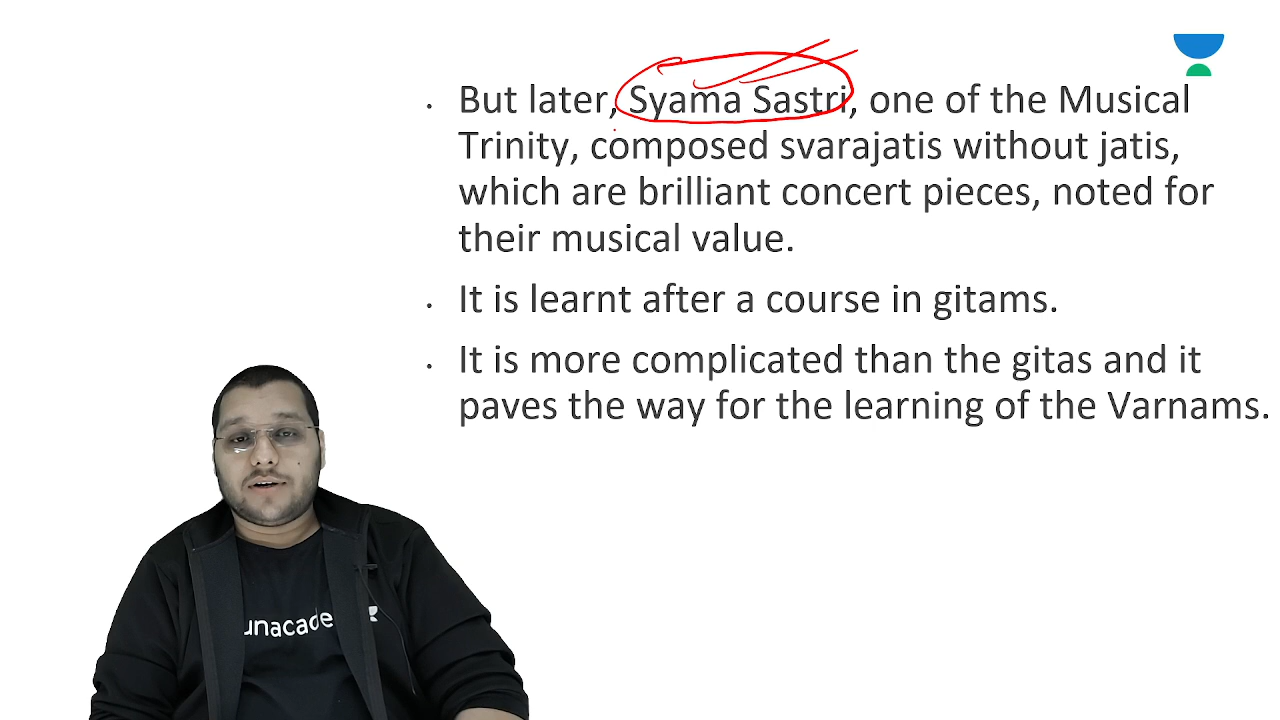 • But later, Syama Sastri, one of the Musical
Trinity, composed svarajatis without jatis,
which are brilliant concert pieces, noted for
their musical value.
• It is learnt after a course in gitams.
• It is more complicated than the gitas and it
paves the way for the learning of the Varnams.
unacade